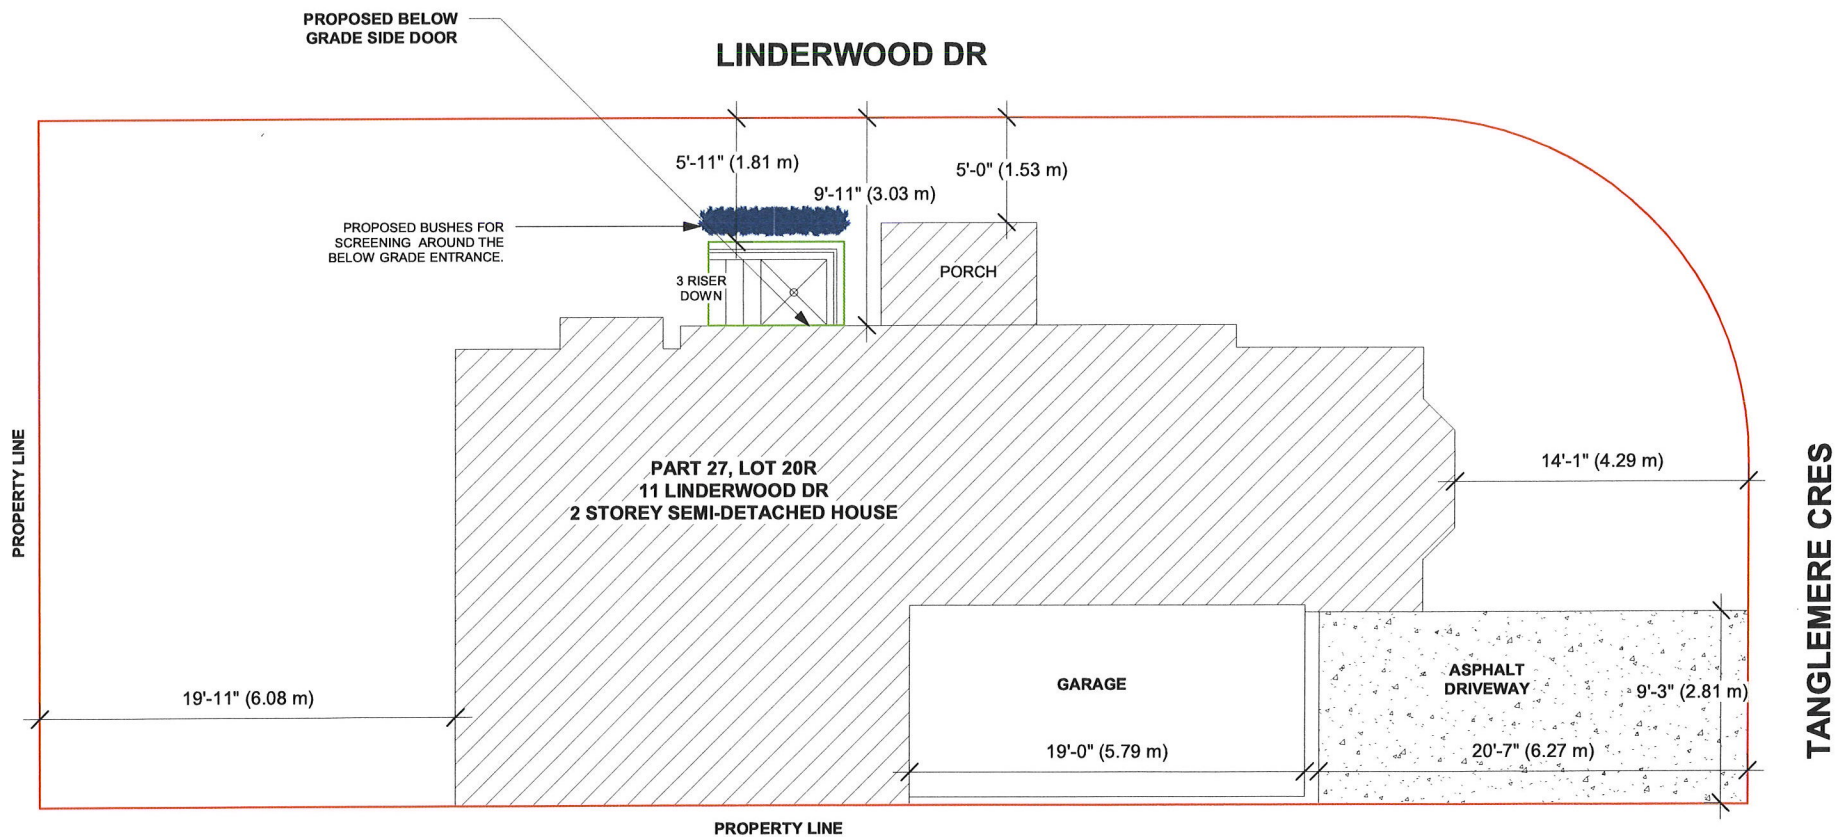 PROPOSED BELOW
GRADE SIDE DOOR
LINDERWOOD DR
5'-11" (1.81 m)
9'-11" (3.03 m)
5'-0" (1.53 m)
PROPOSED BUSHES FOR
SCREENING AROUND THE
BELOW GRADE ENTRANCE.
3 RISER
DOWN
PORCH
PROPERTY LINE
PART 27, LOT 20R
11 LINDERWOOD DR
2 STOREY SEMI-DETACHED HOUSE
14'-1" (4.29 m)
TANGLEMERE CRES
19'-11" (6.08 m)
GARAGE
19'-0" (5.79 m)
ASPHALT
DRIVEWAY
9'-3" (2.81 m)
20'-7" (6.27 m)
PROPERTY LINE